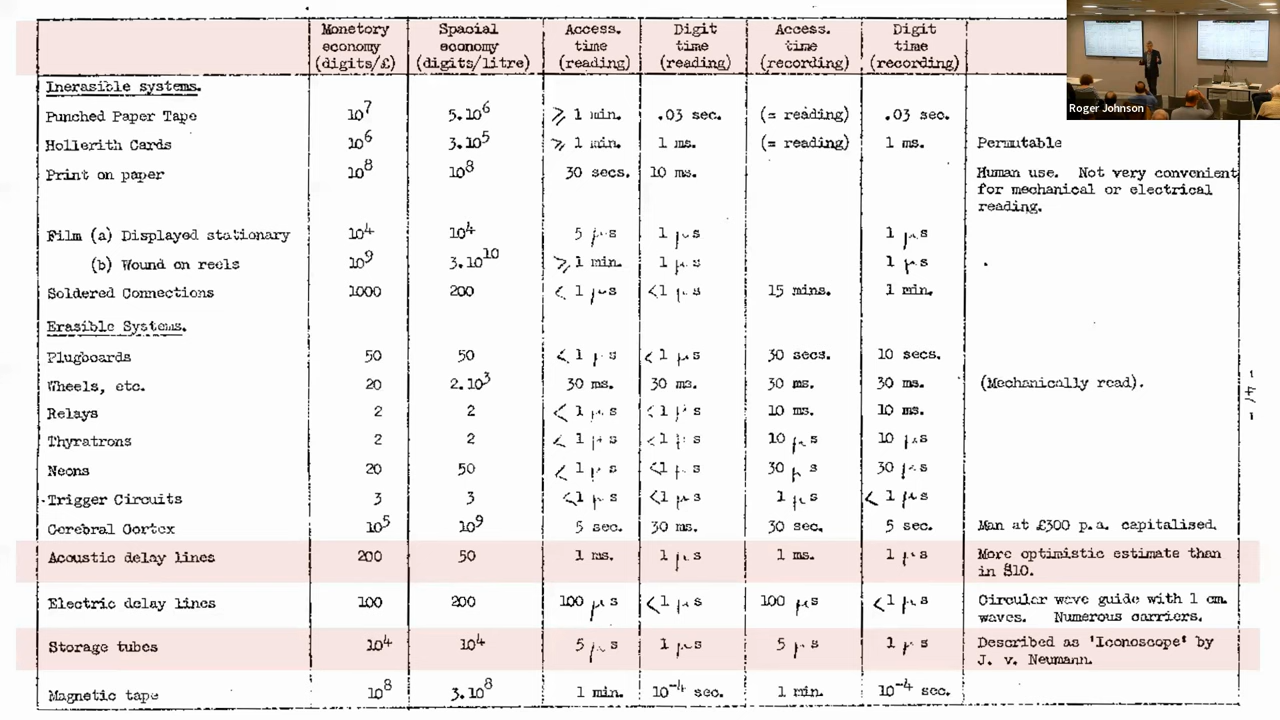 Monetory economy (digits/£) Spacial economy (digits/litre) Access. time (reading) Digit time (reading) Access. time (recording) Digit time (recording)
Roger Johnson
Inerasible systems.
Punched Paper Tape 10⁷ 5.10⁶ ⩾ 1 min. .03 sec. (= reading) .03 sec.
Hollerith Cards 10⁶ 3.10⁵ ⩾ 1 min. 1 ms. (= reading) 1 ms. Permutable
Print on paper 10⁸ 10⁸ 30 secs. 10 ms. Human use. Not very convenient
for mechanical or electrical
reading.
Film (a) Displayed stationary 10⁴ 10⁴ 5 μs 1 μs 1 μs
(b) Wound on reels 10⁹ 3.10¹⁰ ⩾ 1 min. 1 μs 1 μs
Soldered Connections 1000 200 < 1 μs <1 μs 15 mins. 1 min.
Erasible Systems.
Plugboards 50 50 < 1 μs < 1 μs 30 secs. 10 secs.
Wheels, etc. 20 2.10³ 30 ms. 30 ms. 30 ms. 30 ms. (Mechanically read).
- 41 -
Relays 2 2 < 1 μs <1 μs 10 ms. 10 ms.
Thyratrons 2 2 < 1 μs <1 μs 10 μs 10 μs
Neons 20 50 < 1 μs <1 μs 30 μs 30 μs
Trigger Circuits 3 3 <1 μs <1 μs 1 μs < 1 μs
Cerebral Cortex 10⁵ 10⁹ 5 sec. 30 ms. 30 sec. 5 sec. Man at £300 p.a. capitalised.
Acoustic delay lines 200 50 1 ms. 1 μs 1 ms. 1 μs More optimistic estimate than
in §10.
Electric delay lines 100 200 100 μs <1 μs 100 μs <1 μs Circular wave guide with 1 cm.
waves. Numerous carriers.
Storage tubes 10⁴ 10⁴ 5 μs 1 μs 5 μs 1 μs Described as 'Iconoscope' by
J. v. Neumann.
Magnetic tape 10⁸ 3.10⁸ 1 min. 10⁻⁴ sec. 1 min. 10⁻⁴ sec.